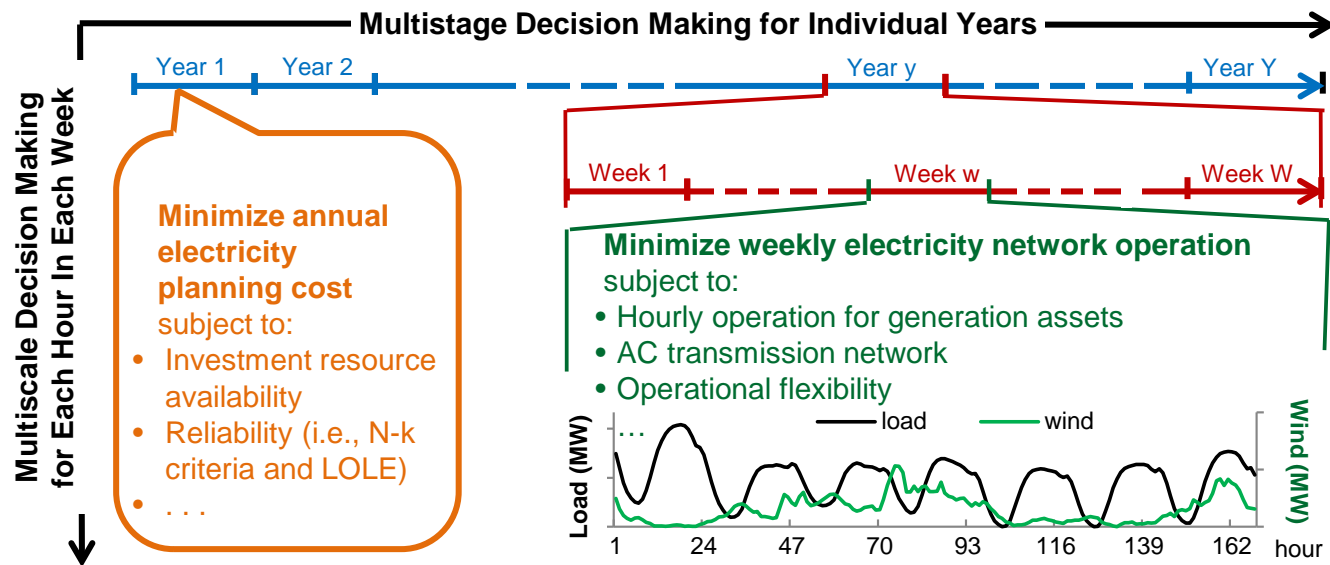 Multistage Decision Making for Individual Years
Multiscale Decision Making
for Each Hour In Each Week
Year 1
Year 2
Year y
Year Y
Week 1
Week w
Week W
Minimize annual
electricity
planning cost
subject to:
• Investment resource
availability
• Reliability (i.e., N-k
criteria and LOLE)
• . . .
Minimize weekly electricity network operation
subject to:
• Hourly operation for generation assets
• AC transmission network
• Operational flexibility
. . .
load
wind
Load (MW)
Wind (MW)
1 24 47 70 93 116 139 162 hour